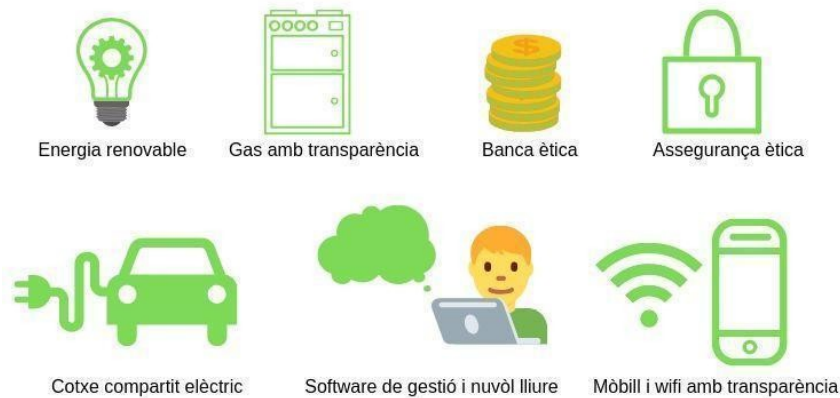 Energia renovable
Gas amb transparència
Banca ètica
Assegurança ètica
Cotxe compartit elèctric
Software de gestió i nuvòl lliure
Mòbill i wifi amb transparència